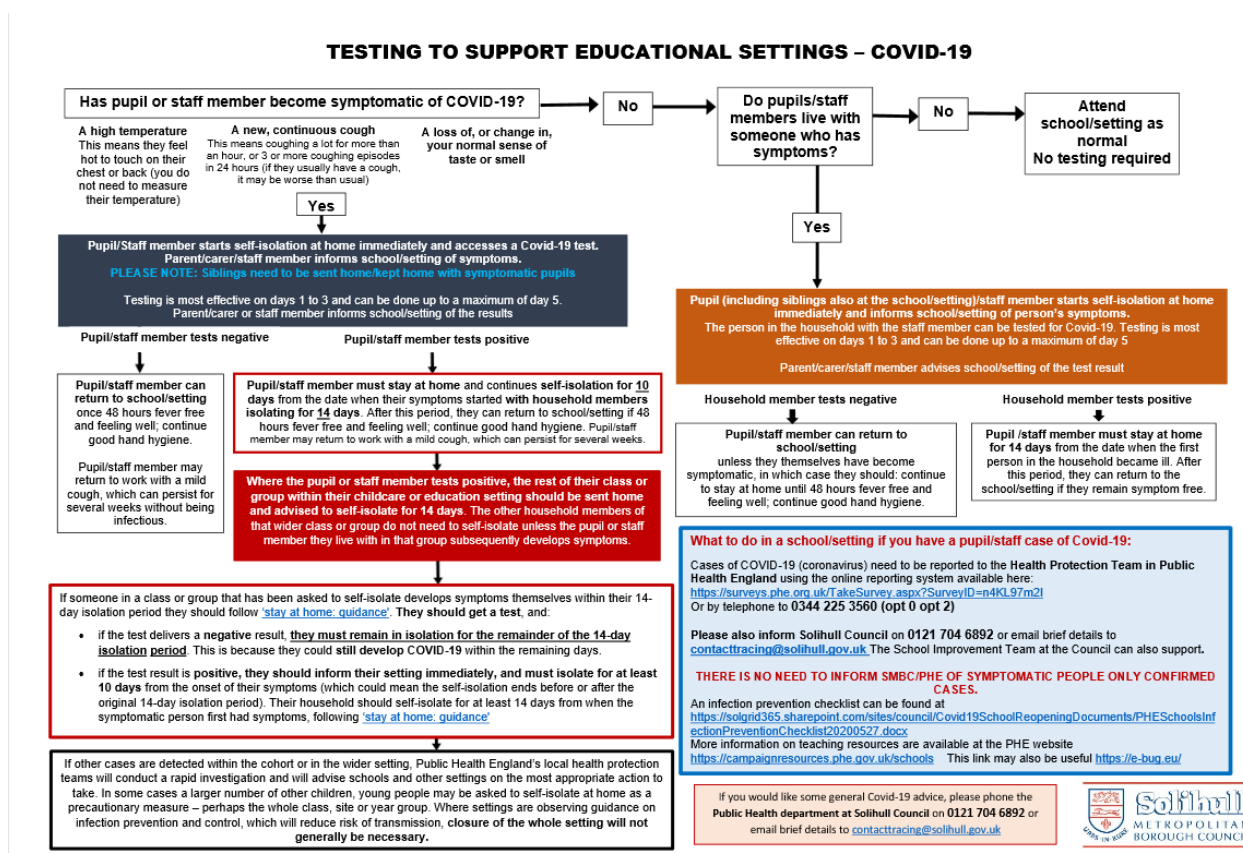 TESTING TO SUPPORT EDUCATIONAL SETTINGS – COVID-19
Has pupil or staff member become symptomatic of COVID-19?
No
Do pupils/staff
members live with
someone who has
symptoms?
No
Attend
school/setting as
normal
No testing required
A high temperature
This means they feel
hot to touch on their
chest or back (you do
not need to measure
their temperature)
A new, continuous cough
This means coughing a lot for more than
an hour, or 3 or more coughing episodes
in 24 hours (if they usually have a cough,
it may be worse than usual)
A loss of, or change in,
your normal sense of
taste or smell
Yes
Yes
Pupil/Staff member starts self-isolation at home immediately and accesses a Covid-19 test.
Parent/carer/staff member informs school/setting of symptoms.
PLEASE NOTE: Siblings need to be sent home/kept home with symptomatic pupils
Testing is most effective on days 1 to 3 and can be done up to a maximum of day 5.
Parent/carer or staff member informs school/setting of the results
Pupil/staff member tests negative
Pupil/staff member tests positive
Pupil/staff member can
return to school/setting
once 48 hours fever free
and feeling well; continue
good hand hygiene.
Pupil/staff member may
return to work with a mild
cough, which can persist for
several weeks without being
infectious.
Pupil/staff member must stay at home and continues self-isolation for 10
days from the date when their symptoms started with household members
isolating for 14 days. After this period, they can return to school/setting if 48
hours fever free and feeling well; continue good hand hygiene. Pupil/staff
member may return to work with a mild cough, which can persist for several weeks.
Where the pupil or staff member tests positive, the rest of their class or
group within their childcare or education setting should be sent home
and advised to self-isolate for 14 days. The other household members of
that wider class or group do not need to self-isolate unless the pupil or staff
member they live with in that group subsequently develops symptoms.
If someone in a class or group that has been asked to self-isolate develops symptoms themselves within their 14-
day isolation period they should follow ‘stay at home: guidance’. They should get a test, and:
• if the test delivers a negative result, they must remain in isolation for the remainder of the 14-day
isolation period. This is because they could still develop COVID-19 within the remaining days.
• if the test result is positive, they should inform their setting immediately, and must isolate for at least
10 days from the onset of their symptoms (which could mean the self-isolation ends before or after the
original 14-day isolation period). Their household should self-isolate for at least 14 days from when the
symptomatic person first had symptoms, following ‘stay at home: guidance’
If other cases are detected within the cohort or in the wider setting, Public Health England’s local health protection
teams will conduct a rapid investigation and will advise schools and other settings on the most appropriate action to
take. In some cases a larger number of other children, young people may be asked to self-isolate at home as a
precautionary measure – perhaps the whole class, site or year group. Where settings are observing guidance on
infection prevention and control, which will reduce risk of transmission, closure of the whole setting will not
generally be necessary.
Pupil (including siblings also at the school/setting)/staff member starts self-isolation at home
immediately and informs school/setting of person’s symptoms.
The person in the household with the staff member can be tested for Covid-19. Testing is most
effective on days 1 to 3 and can be done up to a maximum of day 5
Parent/carer/staff member advises school/setting of the test result
Household member tests negative
Household member tests positive
Pupil/staff member can return to
school/setting
unless they themselves have become
symptomatic, in which case they should: continue
to stay at home until 48 hours fever free and
feeling well; continue good hand hygiene.
Pupil /staff member must stay at home
for 14 days from the date when the first
person in the household became ill. After
this period, they can return to the
school/setting if they remain symptom free.
What to do in a school/setting if you have a pupil/staff case of Covid-19:
Cases of COVID-19 (coronavirus) need to be reported to the Health Protection Team in Public
Health England using the online reporting system available here:
https://surveys.phe.org.uk/TakeSurvey.aspx?SurveyID=n4KL97m2I
Or by telephone to 0344 225 3560 (opt 0 opt 2)
Please also inform Solihull Council on 0121 704 6892 or email brief details to
contacttracing@solihull.gov.uk The School Improvement Team at the Council can also support.
THERE IS NO NEED TO INFORM SMBC/PHE OF SYMPTOMATIC PEOPLE ONLY CONFIRMED
CASES.
An infection prevention checklist can be found at
https://solgrid365.sharepoint.com/sites/council/Covid19SchoolReopeningDocuments/PHESchoolsInf
ectionPreventionChecklist20200527.docx
More information on teaching resources are available at the PHE website
https://campaignresources.phe.gov.uk/schools This link may also be useful https://e-bug.eu/
If you would like some general Covid-19 advice, please phone the
Public Health department at Solihull Council on 0121 704 6892 or
email brief details to contacttracing@solihull.gov.uk
Solihull
METROPOLITAN
BOROUGH COUNCIL